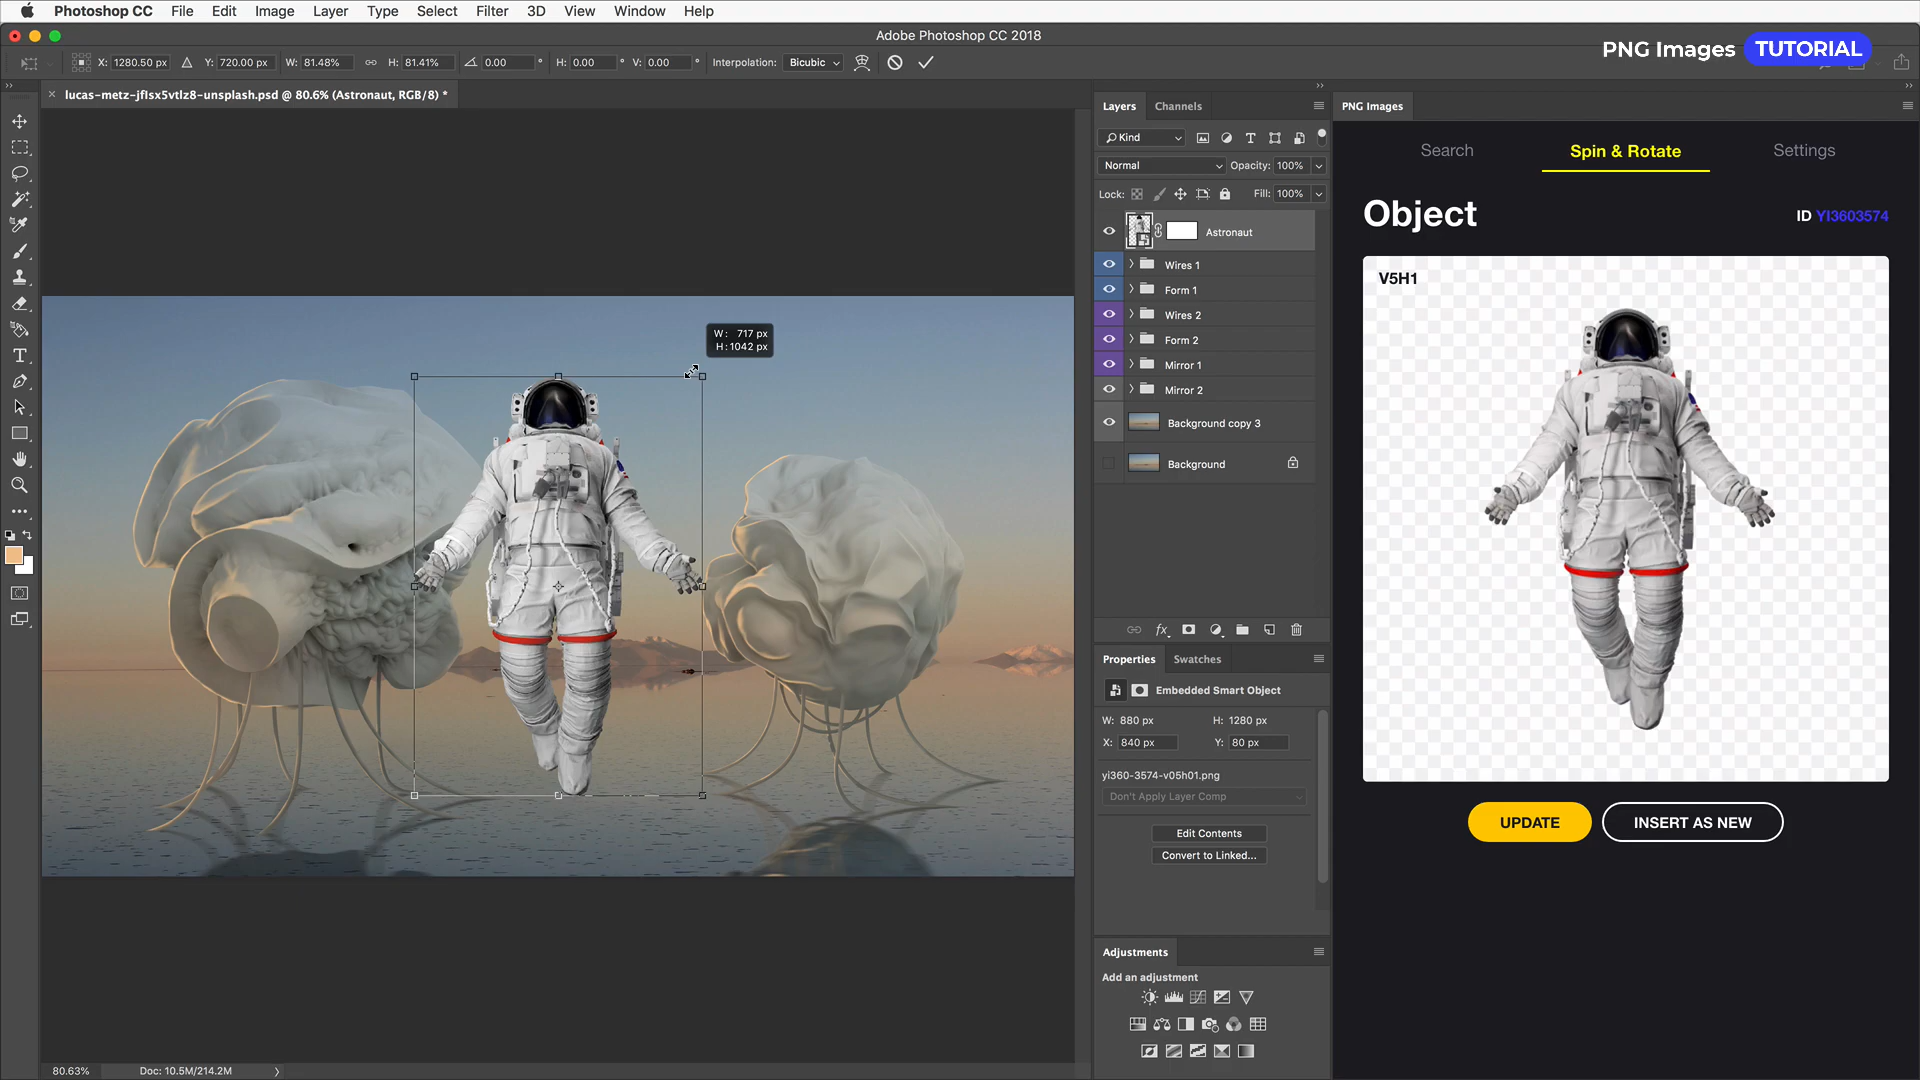 Photoshop CC File Edit Image Layer Type Select Filter 3D View Window Help
Adobe Photoshop CC 2018
PNG Images TUTORIAL
X: 1280.50 px Y: 720.00 px W: 81.48% H: 81.41% 0.00 ° H: 0.00 ° V: 0.00 ° Interpolation: Bicubic
lucas-metz-jfIsx5vtlz8-unsplash.psd @ 80.6% (Astronaut, RGB/8) *
W: 717 px
H: 1042 px
80.63% Doc: 10.5M/214.2M
Layers Channels
Kind
Normal Opacity: 100%
Lock: Fill: 100%
Astronaut
Wires 1
Form 1
Wires 2
Form 2
Mirror 1
Mirror 2
Background copy 3
Background
fx
Properties Swatches
Embedded Smart Object
W: 880 px H: 1280 px
X: 840 px Y: 80 px
yi360-3574-v05h01.png
Don't Apply Layer Comp
Edit Contents
Convert to Linked...
Adjustments
Add an adjustment
PNG Images
Search Spin & Rotate Settings
Object ID YI3603574
V5H1
UPDATE INSERT AS NEW